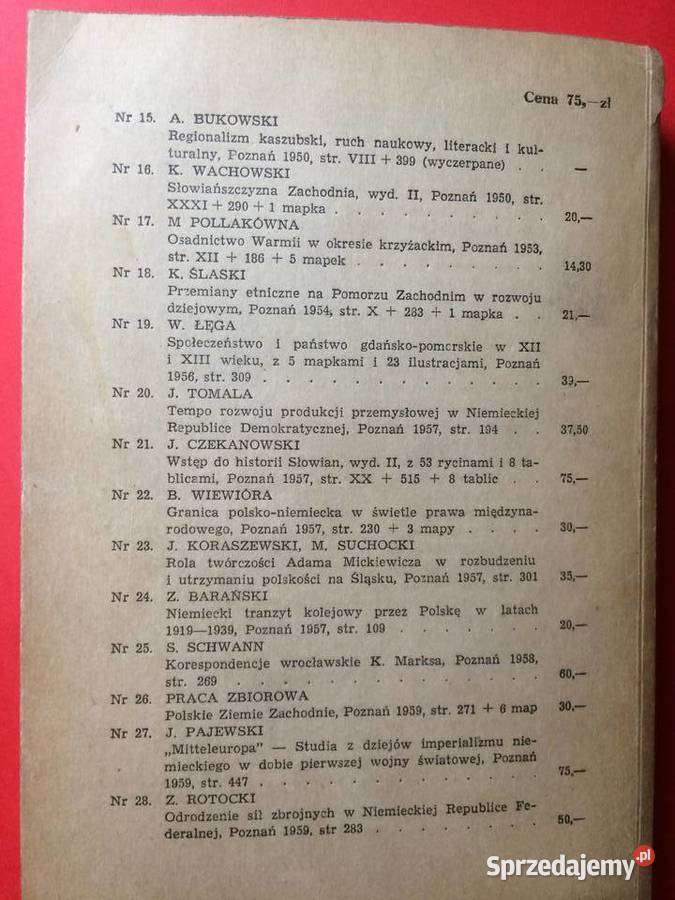 Cena 75,—zł
Nr 15. A. BUKOWSKI
Regionalizm kaszubski, ruch naukowy, literacki i kul-
turalny, Poznań 1950, str. VIII + 399 (wyczerpane) . . —
Nr 16. K. WACHOWSKI
Słowiańszczyzna Zachodnia, wyd. II, Poznań 1950, str.
XXXI + 290 + 1 mapka . . . . . . . . . . 20,—
Nr 17. M POLLAKÓWNA
Osadnictwo Warmii w okresie krzyżackim, Poznań 1953,
str. XII + 186 + 5 mapek . . . . . . . . . 14,30
Nr 18. K. ŚLASKI
Przemiany etniczne na Pomorzu Zachodnim w rozwoju
dziejowym, Poznań 1954, str. X + 283 + 1 mapka . . 21,—
Nr 19. W. ŁĘGA
Społeczeństwo i państwo gdańsko-pomorskie w XII
i XIII wieku, z 5 mapkami i 23 ilustracjami, Poznań
1956, str. 309 . . . . . . . . . . . . . 39,—
Nr 20. J. TOMALA
Tempo rozwoju produkcji przemysłowej w Niemieckiej
Republice Demokratycznej, Poznań 1957, str. 194 . . 37,50
Nr 21. J. CZEKANOWSKI
Wstęp do historii Słowian, wyd. II, z 53 rycinami i 8 ta-
blicami, Poznań 1957, str. XX + 515 + 8 tablic . . 75,—
Nr 22. B. WIEWIÓRA
Granica polsko-niemiecka w świetle prawa międzyna-
rodowego, Poznań 1957, str. 230 + 3 mapy . . . . 30,—
Nr 23. J. KORASZEWSKI, M. SUCHOCKI
Rola twórczości Adama Mickiewicza w rozbudzeniu
i utrzymaniu polskości na Śląsku, Poznań 1957, str. 301 35,—
Nr 24. Z. BARAŃSKI
Niemiecki tranzyt kolejowy przez Polskę w latach
1919—1939, Poznań 1957, str. 109 . . . . . . . 20,—
Nr 25. S. SCHWANN
Korespondencje wrocławskie K. Marksa, Poznań 1958,
str. 269 . . . . . . . . . . . . . . . 60,—
Nr 26. PRACA ZBIOROWA
Polskie Ziemie Zachodnie, Poznań 1959, str. 271 + 6 map 30,—
Nr 27. J. PAJEWSKI
„Mitteleuropa" — Studia z dziejów imperializmu nie-
mieckiego w dobie pierwszej wojny światowej, Poznań
1959, str. 447 . . . . . . . . . . . . . 75,—
Nr 28. Z. ROTOCKI
Odrodzenie sił zbrojnych w Niemieckiej Republice Fe-
deralnej, Poznań 1959, str 283 . . . . . . . . 50,—
Sprzedajemy.pl